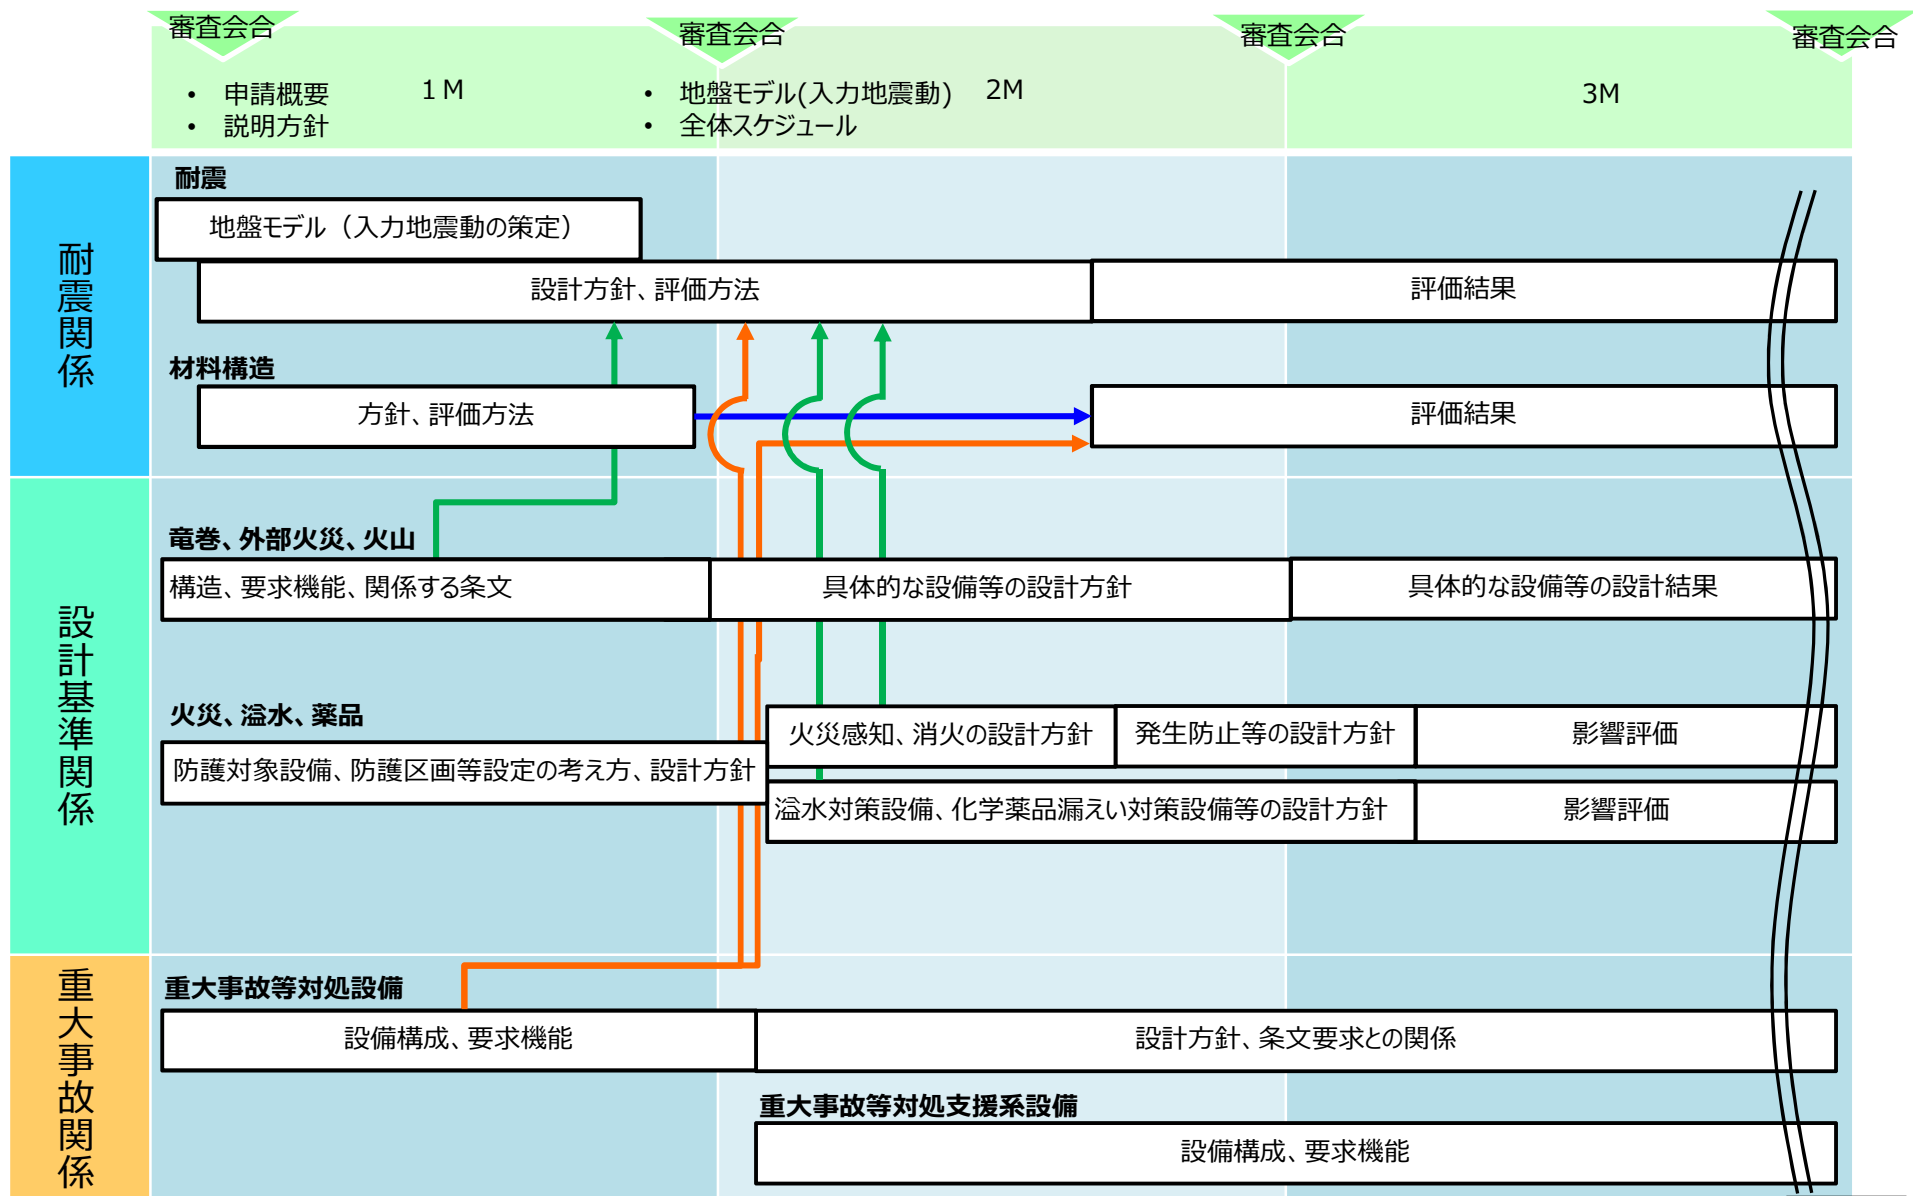 審査会合
審査会合
審査会合
審査会合
• 申請概要
• 説明方針
１M
• 地盤モデル(入力地震動)
• 全体スケジュール
2M
3M
耐震関係
耐震
地盤モデル（入力地震動の策定）
設計方針、評価方法
評価結果
材料構造
方針、評価方法
評価結果
設計基準関係
竜巻、外部火災、火山
構造、要求機能、関係する条文
具体的な設備等の設計方針
具体的な設備等の設計結果
火災、溢水、薬品
防護対象設備、防護区画等設定の考え方、設計方針
火災感知、消火の設計方針
発生防止等の設計方針
影響評価
溢水対策設備、化学薬品漏えい対策設備等の設計方針
影響評価
重大事故関係
重大事故等対処設備
設備構成、要求機能
設計方針、条文要求との関係
重大事故等対処支援系設備
設備構成、要求機能